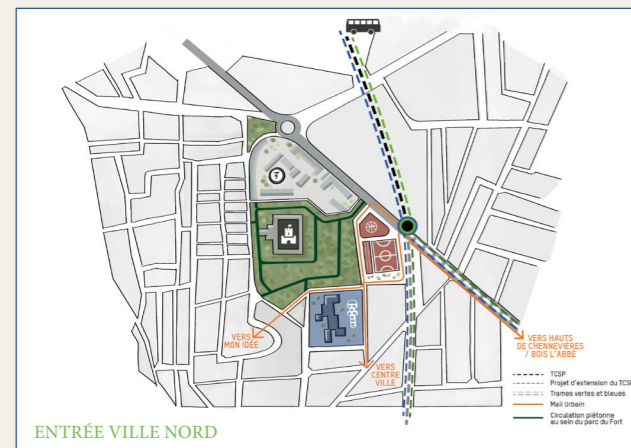 VERS
MON IDÉE
VERS
CENTRE
VILLE
VERS HAUTS
DE CHENNEVIÈRES
/ BOIS L'ABBÉ
TCSP
Projet d'extension du TCSP
Trames vertes et bleues
Mail Urbain
Circulation piétonne
au sein du parc du Fort
ENTRÉE VILLE NORD